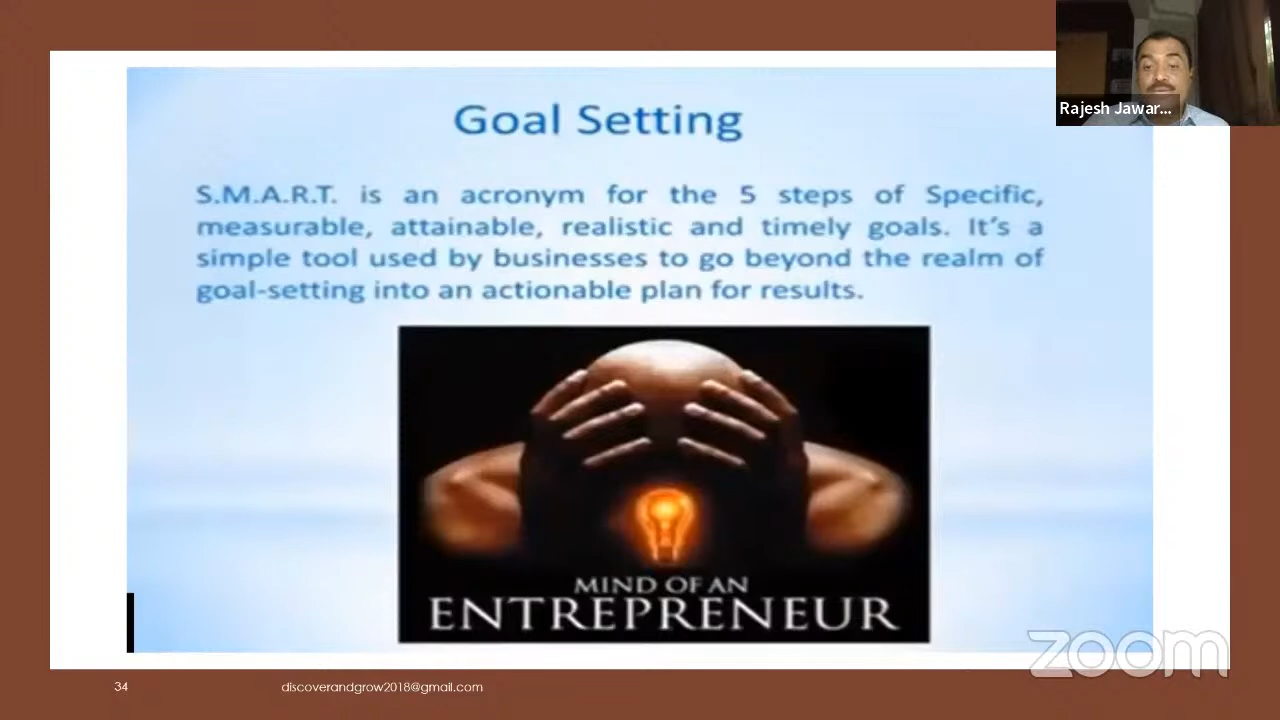 Goal Setting
Rajesh Jawar...
S.M.A.R.T. is an acronym for the 5 steps of Specific,
measurable, attainable, realistic and timely goals. It's a
simple tool used by businesses to go beyond the realm of
goal-setting into an actionable plan for results.
MIND OF AN
ENTREPRENEUR
zoom
34
discoverandgrow2018@gmail.com